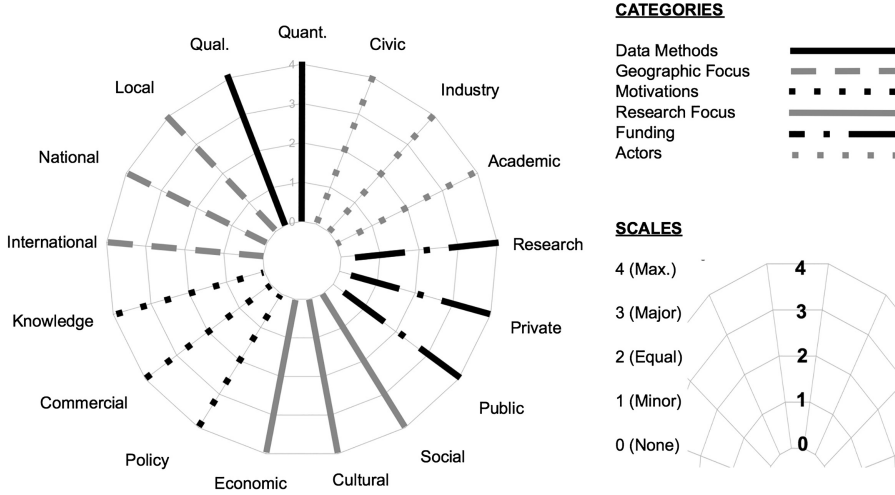 Quant.
Civic
Industry
Academic
Research
Private
Public
Social
Cultural
Economic
Policy
Commercial
Knowledge
International
National
Local
Qual.
4
3
2
1
0
CATEGORIES
Data Methods
Geographic Focus
Motivations
Research Focus
Funding
Actors
SCALES
4 (Max.)
3 (Major)
2 (Equal)
1 (Minor)
0 (None)
4
3
2
1
0